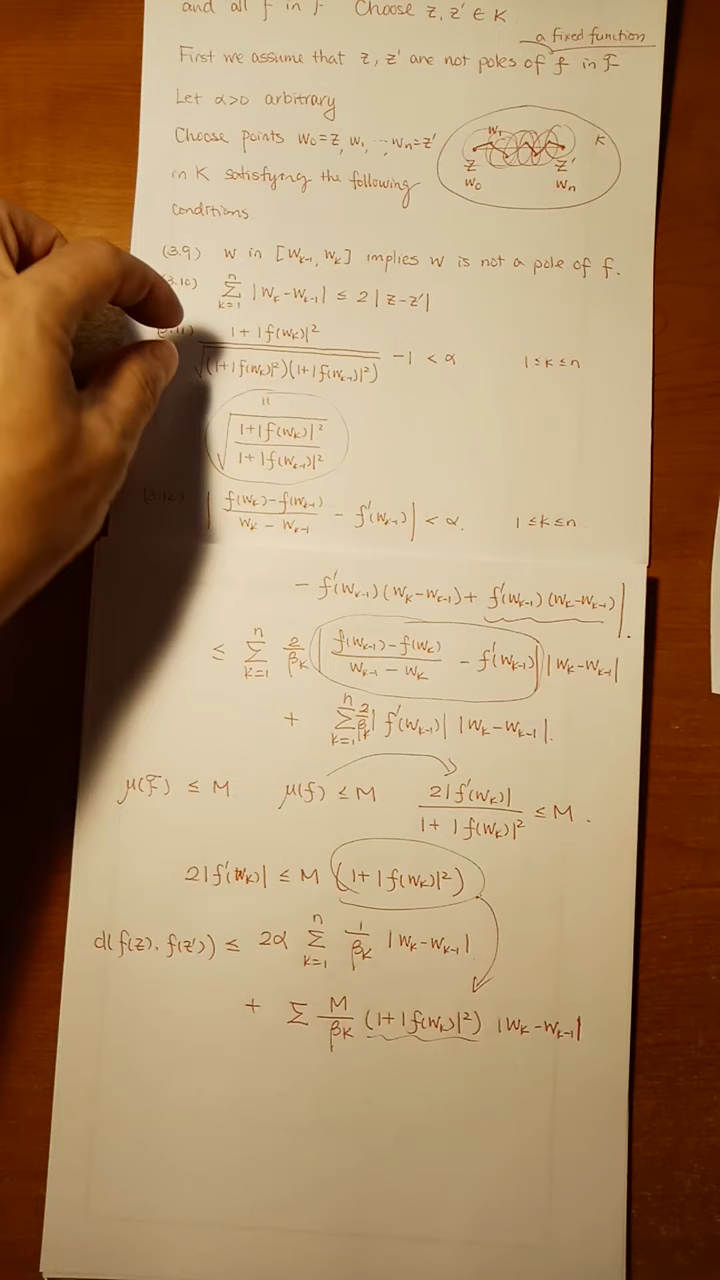 and all f in F Choose z, z' ∈ K
a fixed function
First we assume that z, z' are not poles of f in F
Let α>0 arbitrary
Choose points w₀=z, w₁, ..., wₙ=z'
in K satisfying the following
conditions
w₁ K
z z'
w₀ wₙ
(3.9) w in [wₖ₋₁, wₖ] implies w is not a pole of f.
(3.10) Σₖ₌₁ⁿ |wₖ-wₖ₋₁| ≤ 2|z-z'|
(3.11) (1+|f(wₖ)|²)/√((1+|f(wₖ)|²)(1+|f(wₖ₋₁)|²)) -1 < α 1≤k≤n
=
√((1+|f(wₖ)|²)/(1+|f(wₖ₋₁)|²))
(3.12) |(f(wₖ)-f(wₖ₋₁))/(wₖ-wₖ₋₁) - f'(wₖ₋₁)| < α. 1≤k≤n
- f'(wₖ₋₁)(wₖ-wₖ₋₁) + f'(wₖ₋₁)(wₖ-wₖ₋₁)|.
≤ Σₖ₌₁ⁿ 2/βₖ |(f(wₖ₋₁)-f(wₖ))/(wₖ₋₁-wₖ) - f'(wₖ₋₁)| |wₖ-wₖ₋₁|
+ Σₖ₌₁ⁿ 2/βₖ |f'(wₖ₋₁)| |wₖ-wₖ₋₁|.
μ(F) ≤ M μ(f) ≤ M 2|f'(wₖ)|/(1+|f(wₖ)|²) ≤ M.
2|f'(wₖ)| ≤ M (1+|f(wₖ)|²)
d(f(z), f(z')) ≤ 2α Σₖ₌₁ⁿ 1/βₖ |wₖ-wₖ₋₁|
+ Σ M/βₖ (1+|f(wₖ)|²) |wₖ-wₖ₋₁|